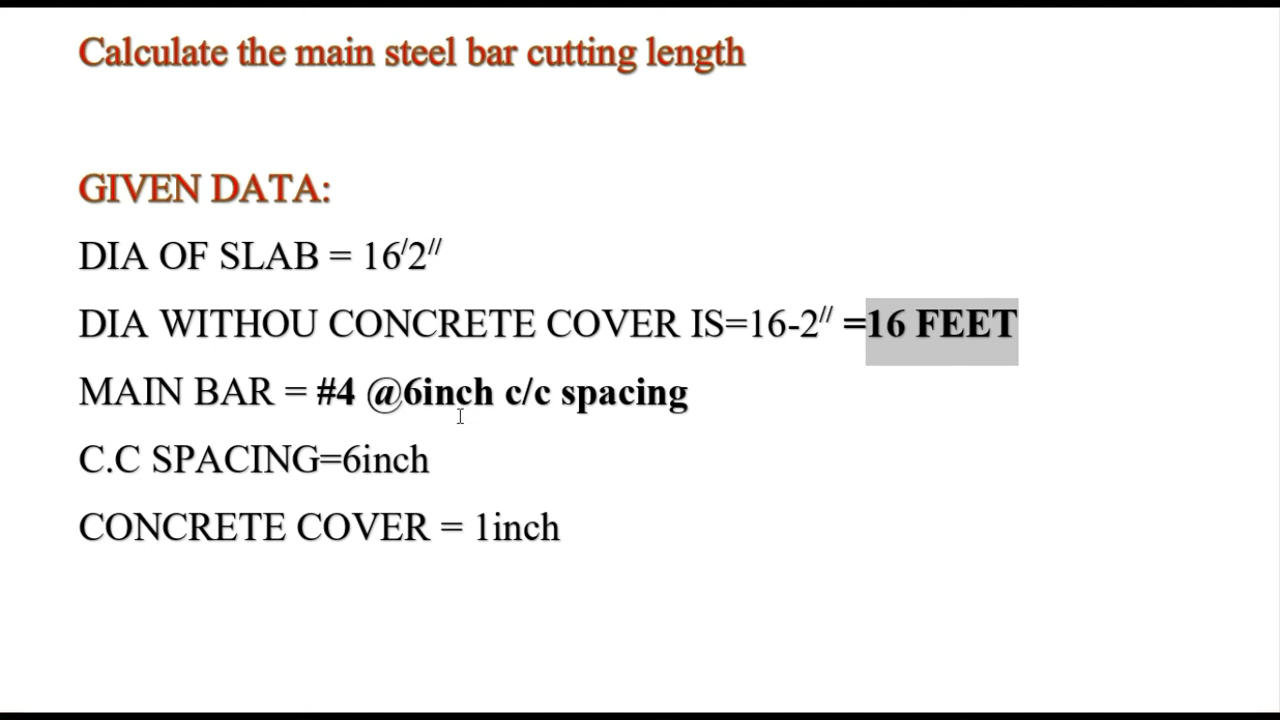 Calculate the main steel bar cutting length
GIVEN DATA:
DIA OF SLAB = 16/2//
DIA WITHOU CONCRETE COVER IS=16-2// =16 FEET
MAIN BAR = #4 @6inch c/c spacing
C.C SPACING=6inch
CONCRETE COVER = 1inch